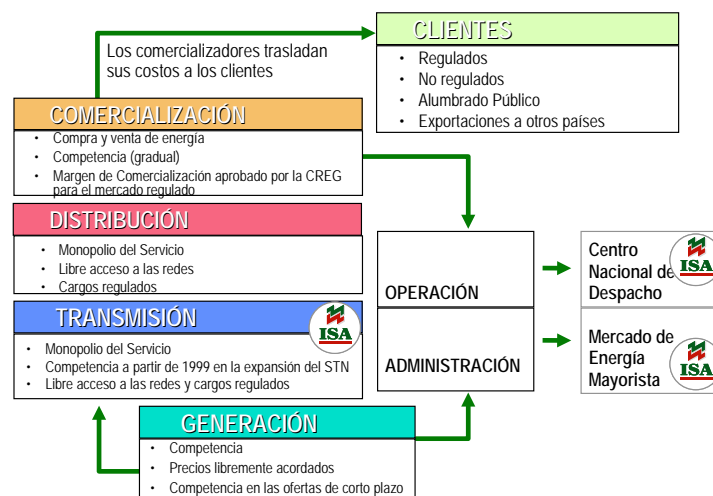 CLIENTES
Los comercializadores trasladan
sus costos a los clientes
• Regulados
• No regulados
• Alumbrado Público
• Exportaciones a otros países
COMERCIALIZACIÓN
• Compra y venta de energía
• Competencia (gradual)
• Margen de Comercialización aprobado por la CREG
para el mercado regulado
DISTRIBUCIÓN
• Monopolio del Servicio
• Libre acceso a las redes
• Cargos regulados
TRANSMISIÓN
ISA
• Monopolio del Servicio
• Competencia a partir de 1999 en la expansión del STN
• Libre acceso a las redes y cargos regulados
GENERACIÓN
• Competencia
• Precios libremente acordados
• Competencia en las ofertas de corto plazo
OPERACIÓN
ADMINISTRACIÓN
Centro
Nacional de
Despacho
ISA
Mercado de
Energía
Mayorista
ISA